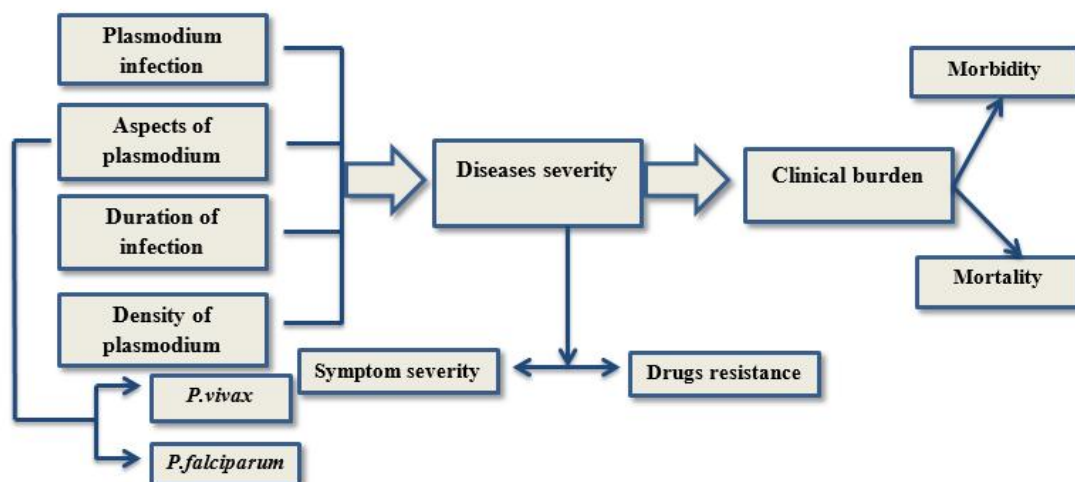 Plasmodium
infection
Aspects of
plasmodium
Duration of
infection
Density of
plasmodium
P.vivax
P.falciparum
Diseases severity
Symptom severity
Drugs resistance
Clinical burden
Morbidity
Mortality